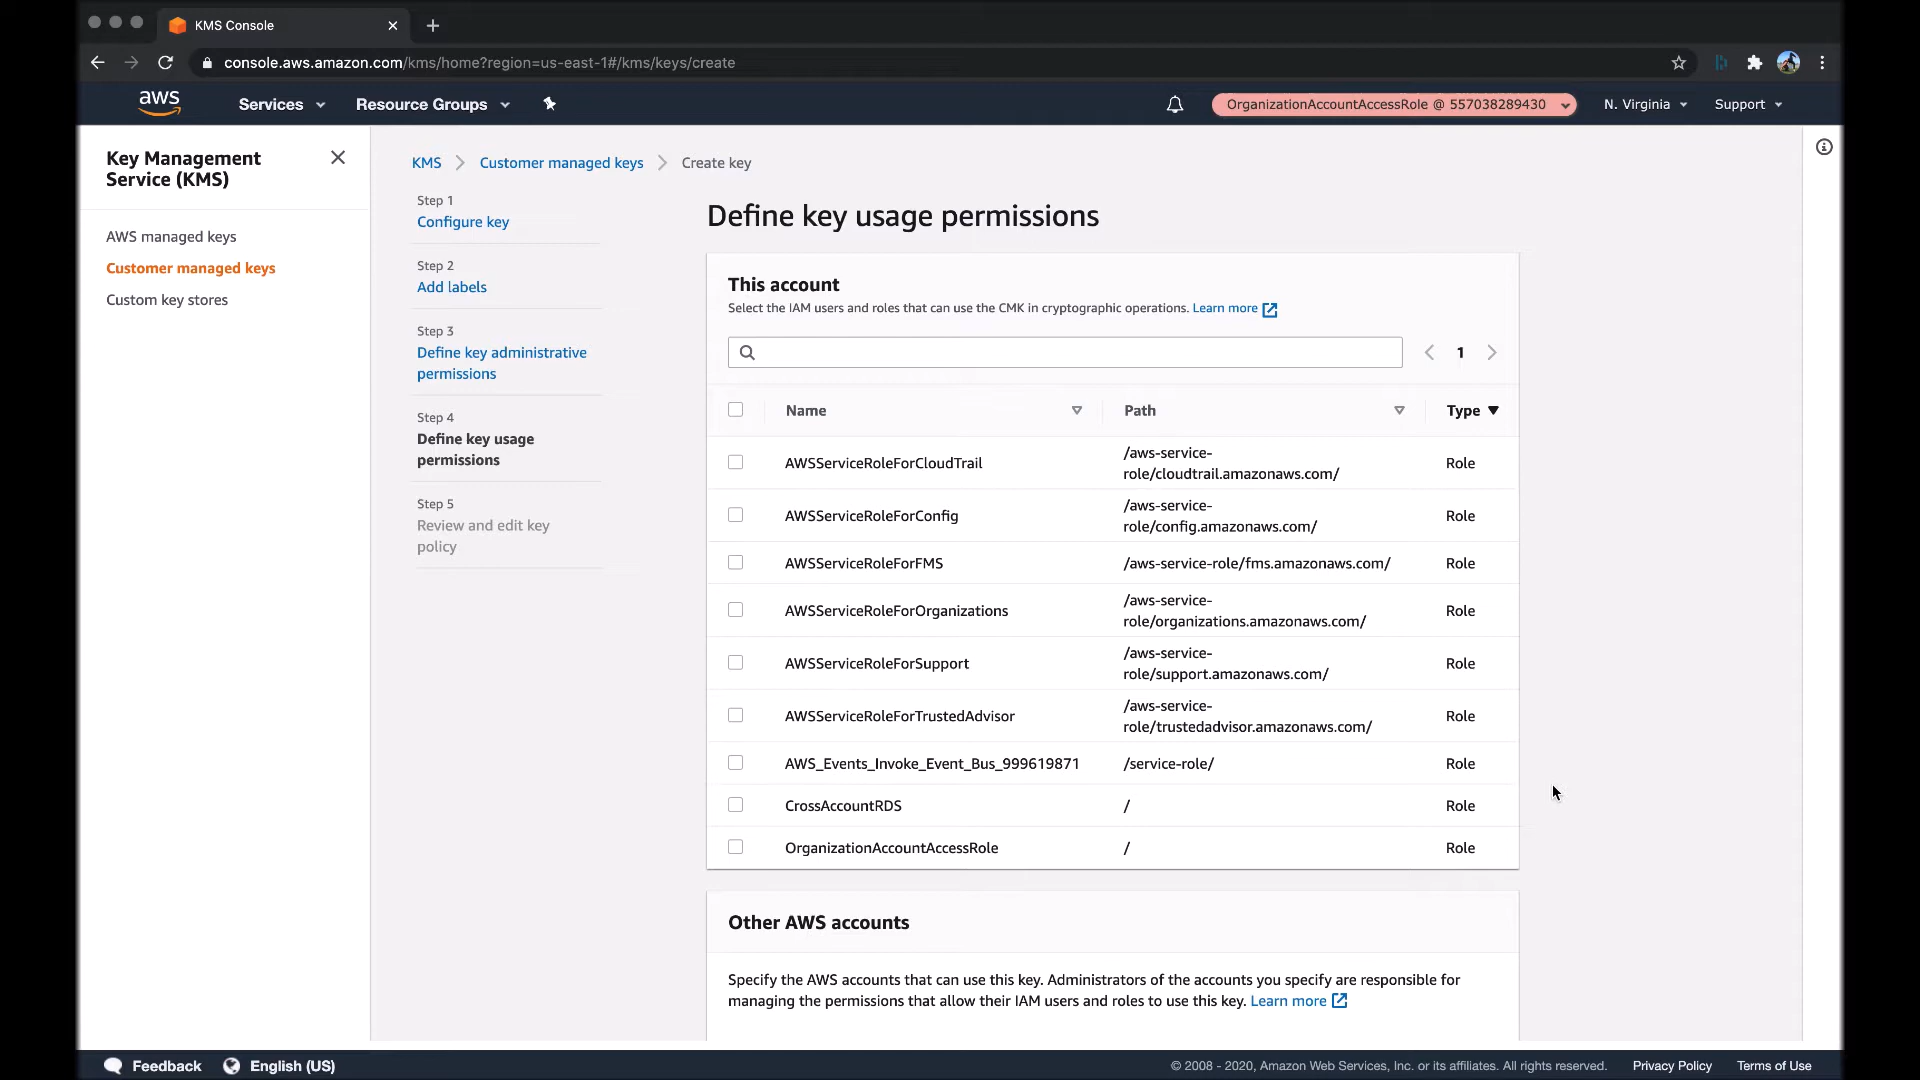 KMS Console
console.aws.amazon.com/kms/home?region=us-east-1#/kms/keys/create
aws
Services
Resource Groups
OrganizationAccountAccessRole @ 557038289430
N. Virginia
Support
Key Management
Service (KMS)
AWS managed keys
Customer managed keys
Custom key stores
KMS
Customer managed keys
Create key
Step 1
Configure key
Step 2
Add labels
Step 3
Define key administrative
permissions
Step 4
Define key usage
permissions
Step 5
Review and edit key
policy
Define key usage permissions
This account
Select the IAM users and roles that can use the CMK in cryptographic operations. Learn more
1
Name
Path
Type
AWSServiceRoleForCloudTrail
/aws-service-
role/cloudtrail.amazonaws.com/
Role
AWSServiceRoleForConfig
/aws-service-
role/config.amazonaws.com/
Role
AWSServiceRoleForFMS
/aws-service-role/fms.amazonaws.com/
Role
AWSServiceRoleForOrganizations
/aws-service-
role/organizations.amazonaws.com/
Role
AWSServiceRoleForSupport
/aws-service-
role/support.amazonaws.com/
Role
AWSServiceRoleForTrustedAdvisor
/aws-service-
role/trustedadvisor.amazonaws.com/
Role
AWS_Events_Invoke_Event_Bus_999619871
/service-role/
Role
CrossAccountRDS
/
Role
OrganizationAccountAccessRole
/
Role
Other AWS accounts
Specify the AWS accounts that can use this key. Administrators of the accounts you specify are responsible for
managing the permissions that allow their IAM users and roles to use this key. Learn more
Feedback
English (US)
© 2008 - 2020, Amazon Web Services, Inc. or its affiliates. All rights reserved.
Privacy Policy
Terms of Use